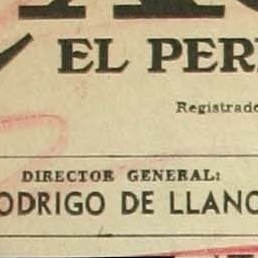 EL PER
Registrado
DIRECTOR GENERAL:
ODRIGO DE LLANO